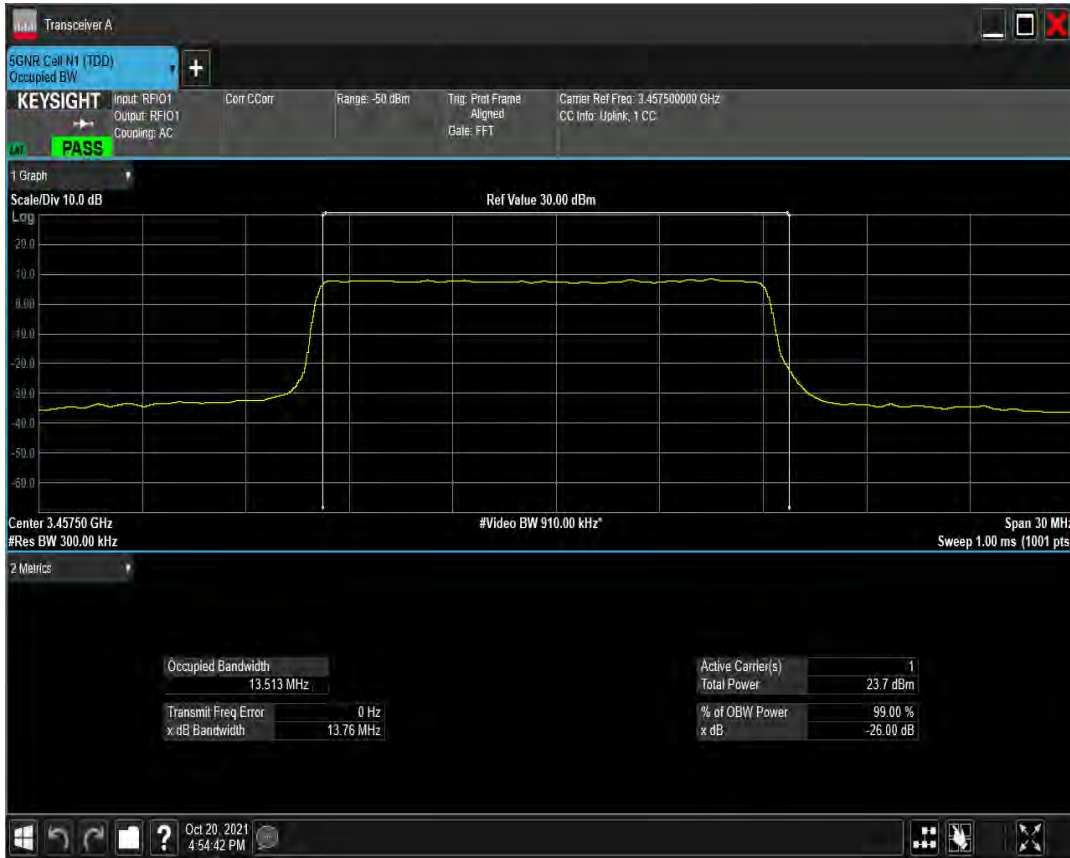 Transceiver A
5GNR Cell N1 (TDD)
Occupied BW
+
KEYSIGHT
Input: RFIO1
Output: RFIO1
Coupling: AC
Corr CCorr
Range: -50 dBm
Trig: Prot Frame
Aligned
Gate: FFT
Carrier Ref Freq: 3.457500000 GHz
CC Info: Uplink, 1 CC
PASS
1 Graph
Scale/Div 10.0 dB
Ref Value 30.00 dBm
Log
20.0
10.0
0.00
-10.0
-20.0
-30.0
-40.0
-50.0
-60.0
Center 3.45750 GHz
#Video BW 910.00 kHz*
Span 30 MHz
#Res BW 300.00 kHz
Sweep 1.00 ms (1001 pts
2 Metrics
Occupied Bandwidth
13.513 MHz
Transmit Freq Error 0 Hz
x dB Bandwidth 13.76 MHz
Active Carrier(s) 1
Total Power 23.7 dBm
% of OBW Power 99.00 %
x dB -26.00 dB
?
Oct 20, 2021
4:54:42 PM